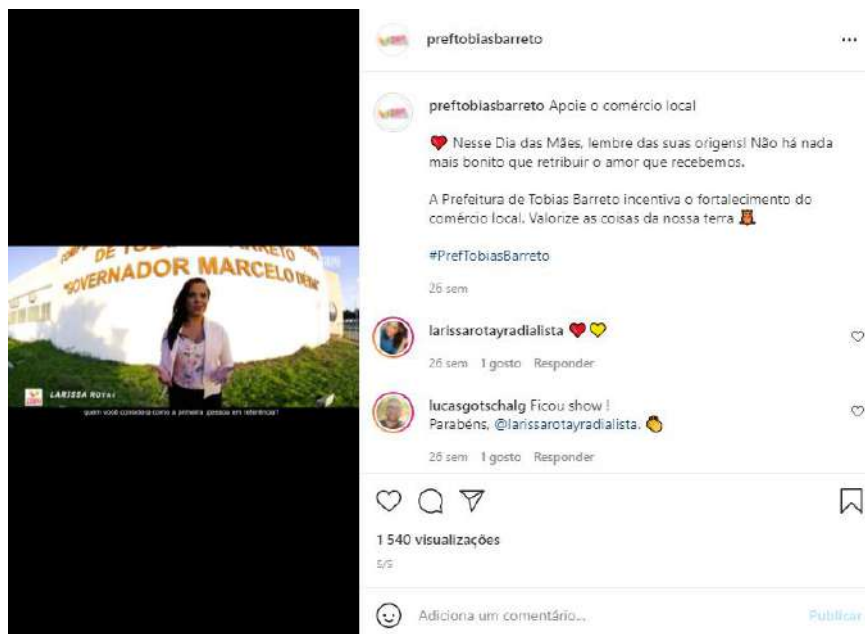 preftobiasbarreto
preftobiasbarreto Apoie o comércio local
Nesse Dia das Mães, lembre das suas origens! Não há nada
mais bonito que retribuir o amor que recebemos.
A Prefeitura de Tobias Barreto incentiva o fortalecimento do
comércio local. Valorize as coisas da nossa terra
#PrefTobiasBarreto
26 sem
larissarotayradialista
26 sem 1 gosto Responder
lucasgotschalg Ficou show !
Parabéns, @larissarotayradialista.
26 sem 1 gosto Responder
1 540 visualizações
5/5
Adiciona um comentário...
Publicar
DE TOBIAS BARRETO
"GOVERNADOR MARCELO DÉDA"
LARISSA ROTAY
quem você considera como a primeira pessoa em referência?